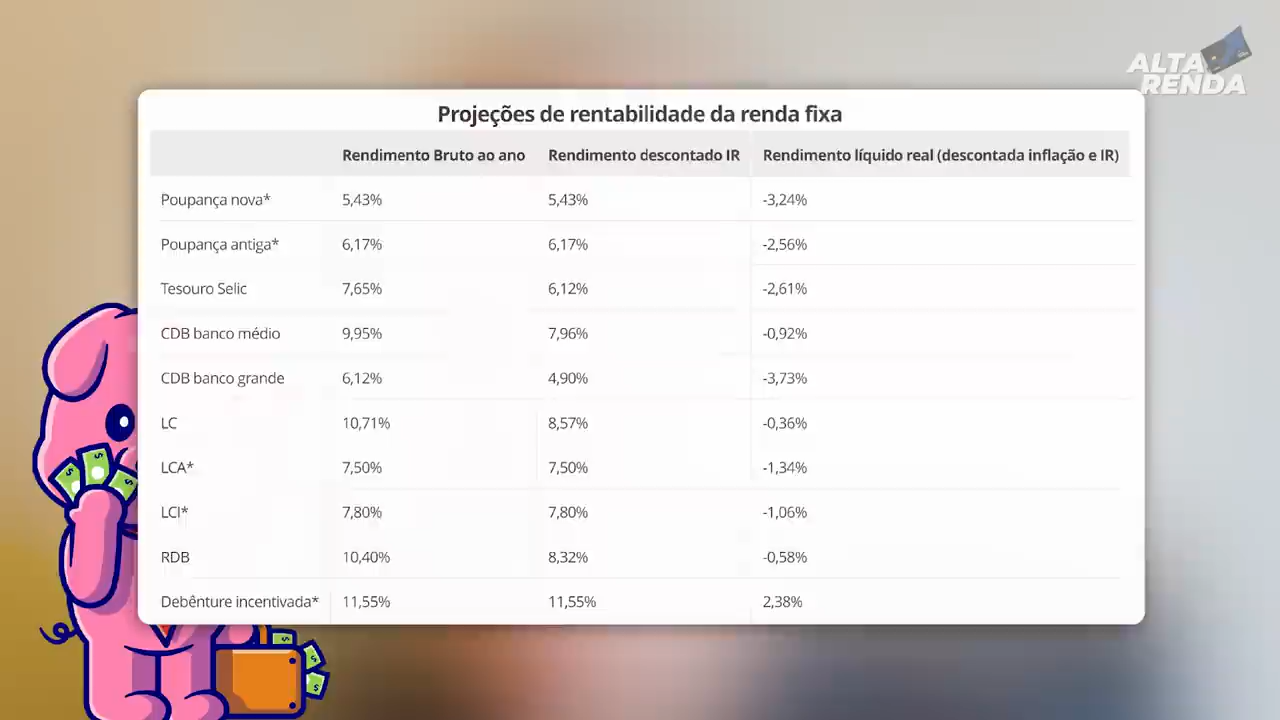 ALTA
RENDA
Projeções de rentabilidade da renda fixa
Rendimento Bruto ao ano Rendimento descontado IR Rendimento líquido real (descontada inflação e IR)
Poupança nova* 5,43% 5,43% -3,24%
Poupança antiga* 6,17% 6,17% -2,56%
Tesouro Selic 7,65% 6,12% -2,61%
CDB banco médio 9,95% 7,96% -0,92%
CDB banco grande 6,12% 4,90% -3,73%
LC 10,71% 8,57% -0,36%
LCA* 7,50% 7,50% -1,34%
LCI* 7,80% 7,80% -1,06%
RDB 10,40% 8,32% -0,58%
Debênture incentivada* 11,55% 11,55% 2,38%